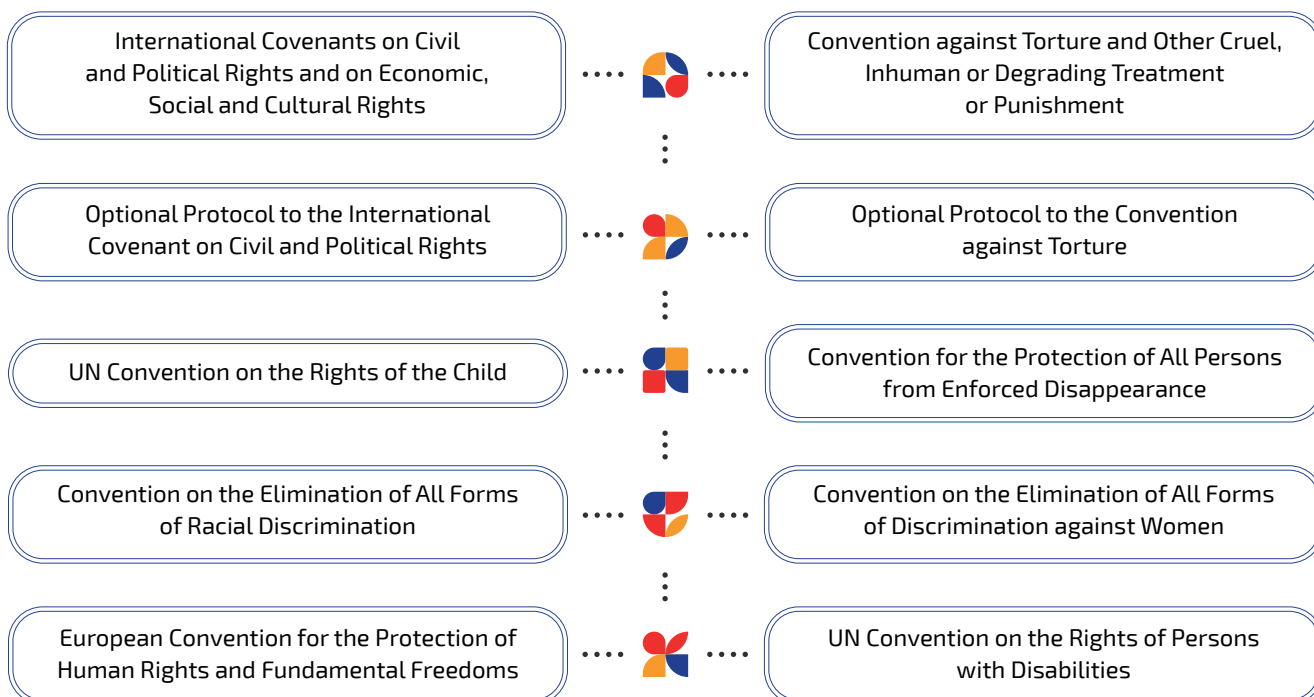 International Covenants on Civil
and Political Rights and on Economic,
Social and Cultural Rights
Convention against Torture and Other Cruel,
Inhuman or Degrading Treatment
or Punishment
Optional Protocol to the International
Covenant on Civil and Political Rights
Optional Protocol to the Convention
against Torture
UN Convention on the Rights of the Child
Convention for the Protection of All Persons
from Enforced Disappearance
Convention on the Elimination of All Forms
of Racial Discrimination
Convention on the Elimination of All Forms
of Discrimination against Women
European Convention for the Protection of
Human Rights and Fundamental Freedoms
UN Convention on the Rights of Persons
with Disabilities